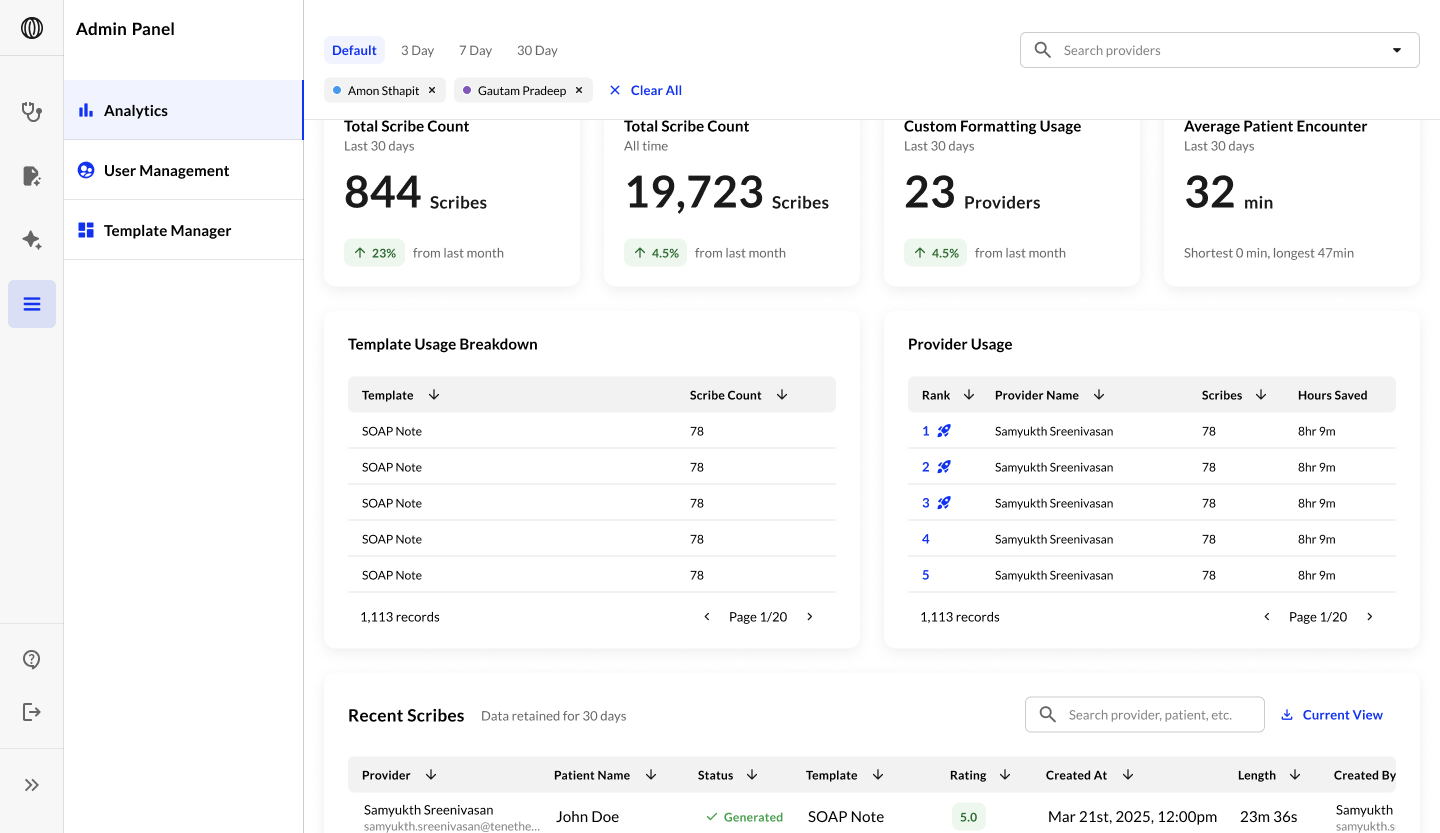 Admin Panel
Analytics
User Management
Template Manager
Default 3 Day 7 Day 30 Day
Search providers
Amon Sthapit × Gautam Pradeep × × Clear All
Total Scribe Count
Last 30 days
844 Scribes
23% from last month
Total Scribe Count
All time
19,723 Scribes
4.5% from last month
Custom Formatting Usage
Last 30 days
23 Providers
4.5% from last month
Average Patient Encounter
Last 30 days
32 min
Shortest 0 min, longest 47min
Template Usage Breakdown
Template Scribe Count
SOAP Note 78
SOAP Note 78
SOAP Note 78
SOAP Note 78
SOAP Note 78
1,113 records Page 1/20
Provider Usage
Rank Provider Name Scribes Hours Saved
1 Samyukth Sreenivasan 78 8hr 9m
2 Samyukth Sreenivasan 78 8hr 9m
3 Samyukth Sreenivasan 78 8hr 9m
4 Samyukth Sreenivasan 78 8hr 9m
5 Samyukth Sreenivasan 78 8hr 9m
1,113 records Page 1/20
Recent Scribes Data retained for 30 days
Search provider, patient, etc.
Current View
Provider Patient Name Status Template Rating Created At Length Created By
Samyukth Sreenivasan John Doe Generated SOAP Note 5.0 Mar 21st, 2025, 12:00pm 23m 36s Samyukth
samyukth.sreenivasan@tenethe... samyukth.s